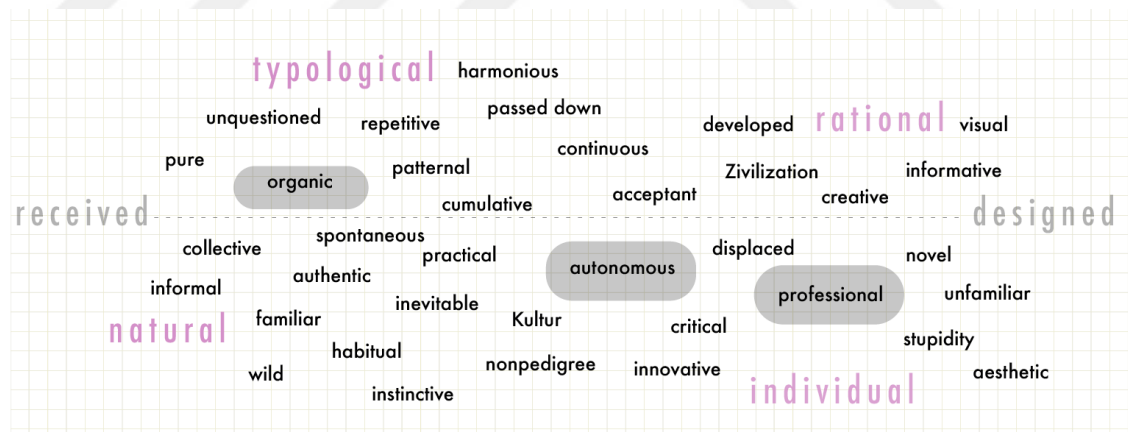 typological harmonious
passed down
unquestioned repetitive developed rational visual
continuous
pure patternal Zivilization informative
organic acceptant creative
cumulative
received designed
spontaneous
collective practical displaced novel
authentic autonomous
informal inevitable professional unfamiliar
natural familiar Kultur critical
stupidity
habitual nonpedigree innovative
wild aesthetic
instinctive individual